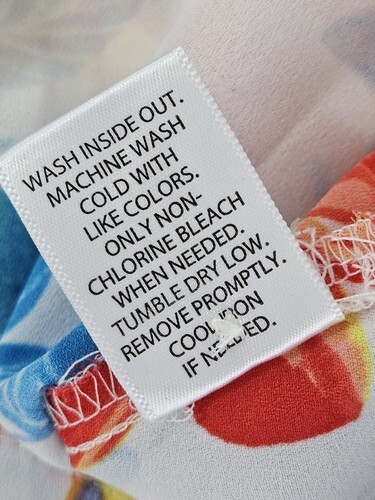 WASH INSIDE OUT.
MACHINE WASH
COLD WITH
LIKE COLORS.
ONLY NON-
CHLORINE BLEACH
WHEN NEEDED.
TUMBLE DRY LOW.
REMOVE PROMPTLY.
COOL IRON
IF NEEDED.